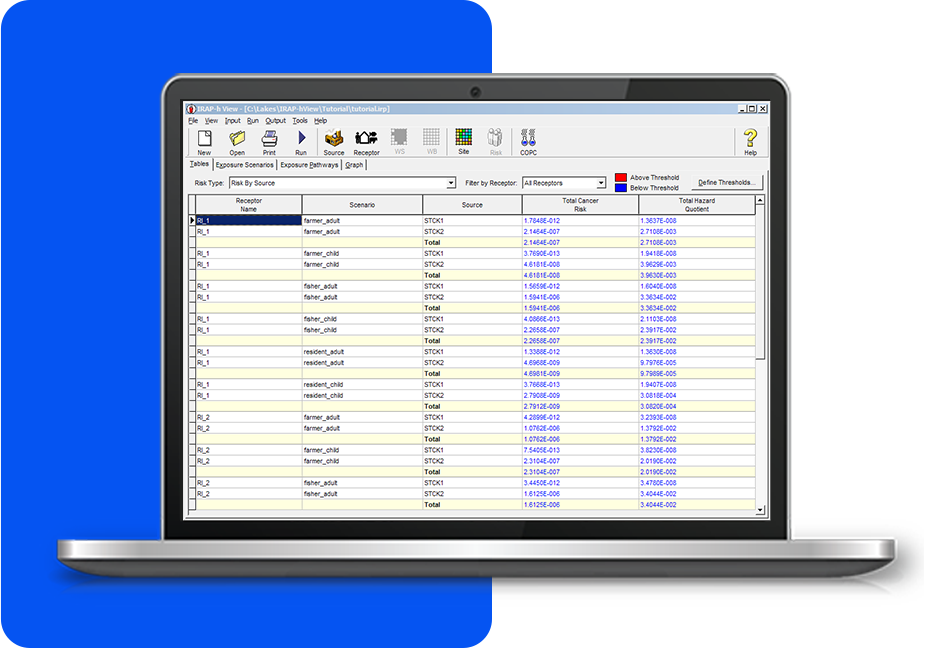 IRAP-h View - [C:\Lakes\IRAP-hView\Tutorial\tutorial.irp]
File View Input Run Output Tools Help
New Open Print Run Source Receptor WS WB Site Risk COPC Help
Tables Exposure Scenarios Exposure Pathways Graph
Risk Type: Risk By Source Filter by Receptor: All Receptors Above Threshold Below Threshold Define Thresholds...
Receptor Name Scenario Source Total Cancer Risk Total Hazard Quotient
RI_1 farmer_adult STCK1 1.7848E-012 1.3637E-008
RI_1 farmer_adult STCK2 2.1464E-007 2.7108E-003
Total 2.1464E-007 2.7108E-003
RI_1 farmer_child STCK1 3.7690E-013 1.9418E-008
RI_1 farmer_child STCK2 4.6181E-008 3.9629E-003
Total 4.6181E-008 3.9630E-003
RI_1 fisher_adult STCK1 1.5659E-012 1.6040E-008
RI_1 fisher_adult STCK2 1.5941E-006 3.3634E-002
Total 1.5941E-006 3.3634E-002
RI_1 fisher_child STCK1 4.0866E-013 2.1103E-008
RI_1 fisher_child STCK2 2.2658E-007 2.3917E-002
Total 2.2658E-007 2.3917E-002
RI_1 resident_adult STCK1 1.3386E-012 1.3630E-008
RI_1 resident_adult STCK2 4.6968E-009 9.7976E-005
Total 4.6981E-009 9.7989E-005
RI_1 resident_child STCK1 3.7668E-013 1.9407E-008
RI_1 resident_child STCK2 2.7908E-009 3.0818E-004
Total 2.7912E-009 3.0820E-004
RI_2 farmer_adult STCK1 4.2899E-012 3.2393E-008
RI_2 farmer_adult STCK2 1.0762E-006 1.3792E-002
Total 1.0762E-006 1.3792E-002
RI_2 farmer_child STCK1 7.5405E-013 3.8230E-008
RI_2 farmer_child STCK2 2.3104E-007 2.0190E-002
Total 2.3104E-007 2.0190E-002
RI_2 fisher_adult STCK1 3.4450E-012 3.4760E-008
RI_2 fisher_adult STCK2 1.6125E-006 3.4044E-002
Total 1.6125E-006 3.4044E-002